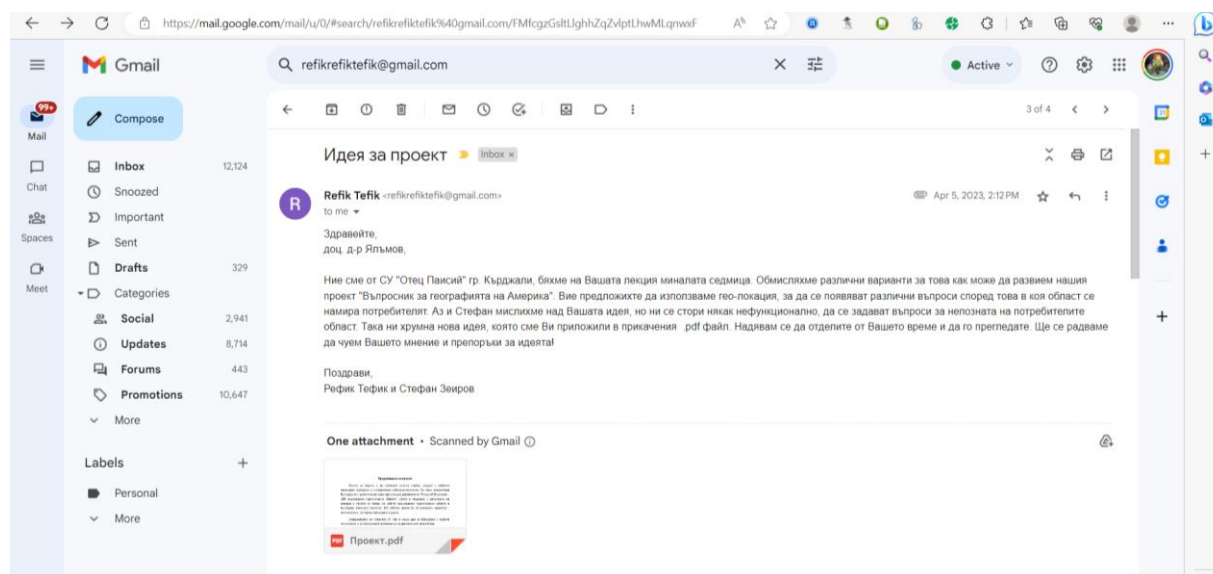 https://mail.google.com/mail/u/0/#search/refikrefiktefik%40gmail.com/FMfcgzGsltLlghhZqZvlptLhwMLqnwxF
Gmail
refikrefiktefik@gmail.com
Active
99+
Mail
Chat
Spaces
Meet
Compose
Inbox 12,124
Snoozed
Important
Sent
Drafts 329
Categories
Social 2,941
Updates 8,714
Forums 443
Promotions 10,647
More
Labels
Personal
More
3 of 4
Идея за проект Inbox ×
Refik Tefik <refikrefiktefik@gmail.com> Apr 5, 2023, 2:12 PM
to me
Здравейте,
доц. д-р Ялъмов,
Ние сме от СУ "Отец Паисий" гр. Кърджали, бяхме на Вашата лекция миналата седмица. Обмисляхме различни варианти за това как може да развием нашия
проект "Въпросник за географията на Америка". Вие предложихте да използваме гео-локация, за да се появяват различни въпроси според това в коя област се
намира потребителят. Аз и Стефан мислихме над Вашата идея, но ни се стори някак нефункционално, да се задават въпроси за непозната на потребителите
област. Така ни хрумна нова идея, която сме Ви приложили в прикачения .pdf файл. Надявам се да отделите от Вашето време и да го прегледате. Ще се радваме
да чуем Вашето мнение и препоръки за идеята!
Поздрави,
Рефик Тефик и Стефан Зеиров
One attachment • Scanned by Gmail
PDF Проект.pdf